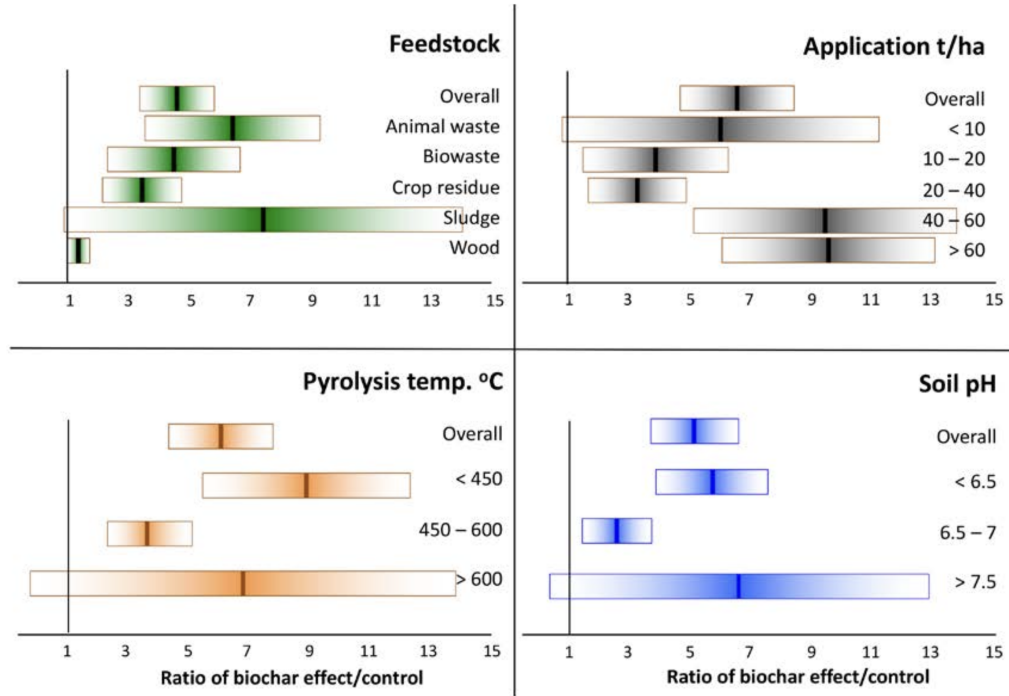 Feedstock
Overall
Animal waste
Biowaste
Crop residue
Sludge
Wood
1 3 5 7 9 11 13 15
Application t/ha
Overall
< 10
10 – 20
20 – 40
40 – 60
> 60
1 3 5 7 9 11 13 15
Pyrolysis temp. ºC
Overall
< 450
450 – 600
> 600
1 3 5 7 9 11 13 15
Ratio of biochar effect/control
Soil pH
Overall
< 6.5
6.5 – 7
> 7.5
1 3 5 7 9 11 13 15
Ratio of biochar effect/control